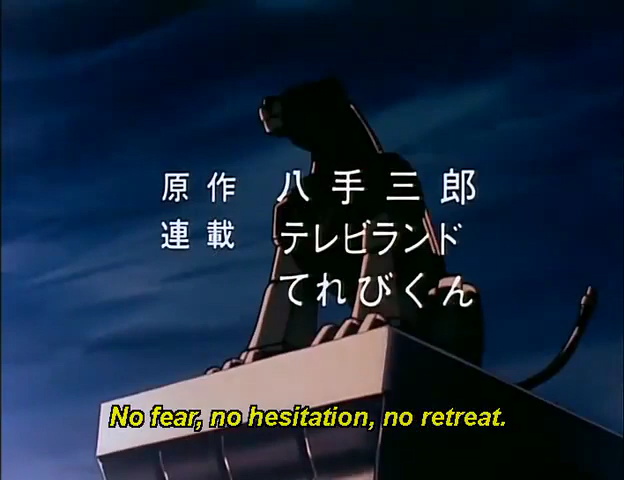 原作 八手三郎
連載 テレビランド
てれびくん
No fear, no hesitation, no retreat.